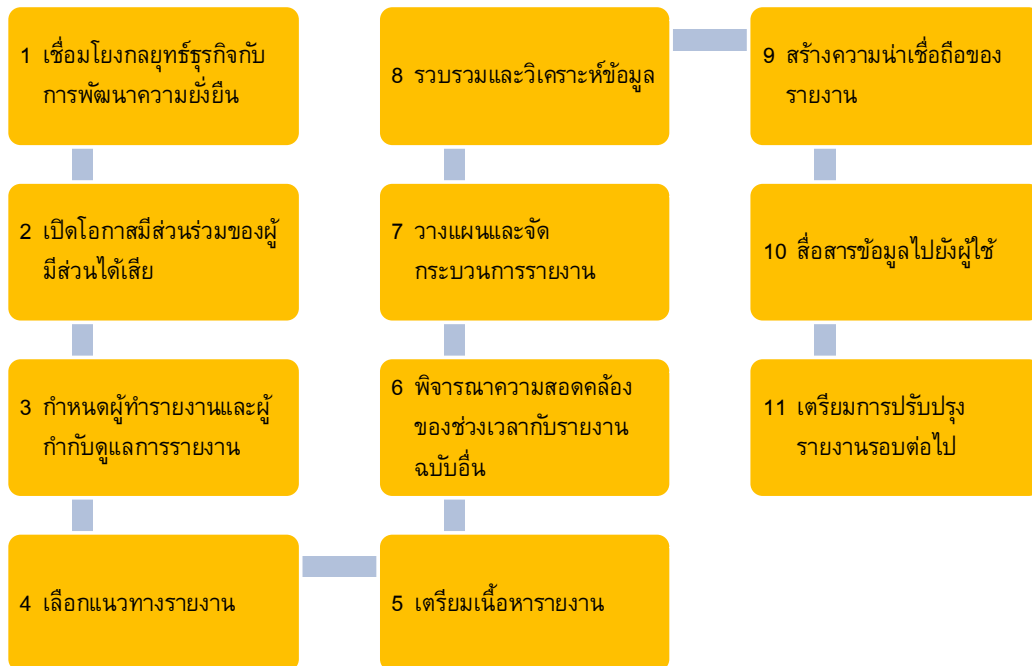 1 เชื่อมโยงกลยุทธ์ธุรกิจกับ
การพัฒนาความยั่งยืน
2 เปิดโอกาสมีส่วนร่วมของผู้
มีส่วนได้เสีย
3 กำหนดผู้ทำรายงานและผู้
กำกับดูแลการรายงาน
4 เลือกแนวทางรายงาน
5 เตรียมเนื้อหารายงาน
6 พิจารณาความสอดคล้อง
ของช่วงเวลากับรายงาน
ฉบับอื่น
7 วางแผนและจัด
กระบวนการรายงาน
8 รวบรวมและวิเคราะห์ข้อมูล
9 สร้างความน่าเชื่อถือของ
รายงาน
10 สื่อสารข้อมูลไปยังผู้ใช้
11 เตรียมการปรับปรุง
รายงานรอบต่อไป